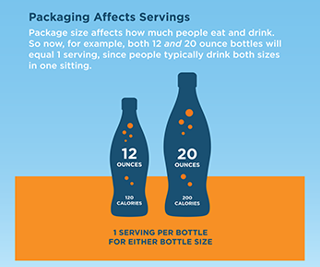 Packaging Affects Servings
Package size affects how much people eat and drink.
So now, for example, both 12 and 20 ounce bottles will
equal 1 serving, since people typically drink both sizes
in one sitting.
12
OUNCES
20
OUNCES
120
CALORIES
200
CALORIES
1 SERVING PER BOTTLE
FOR EITHER BOTTLE SIZE